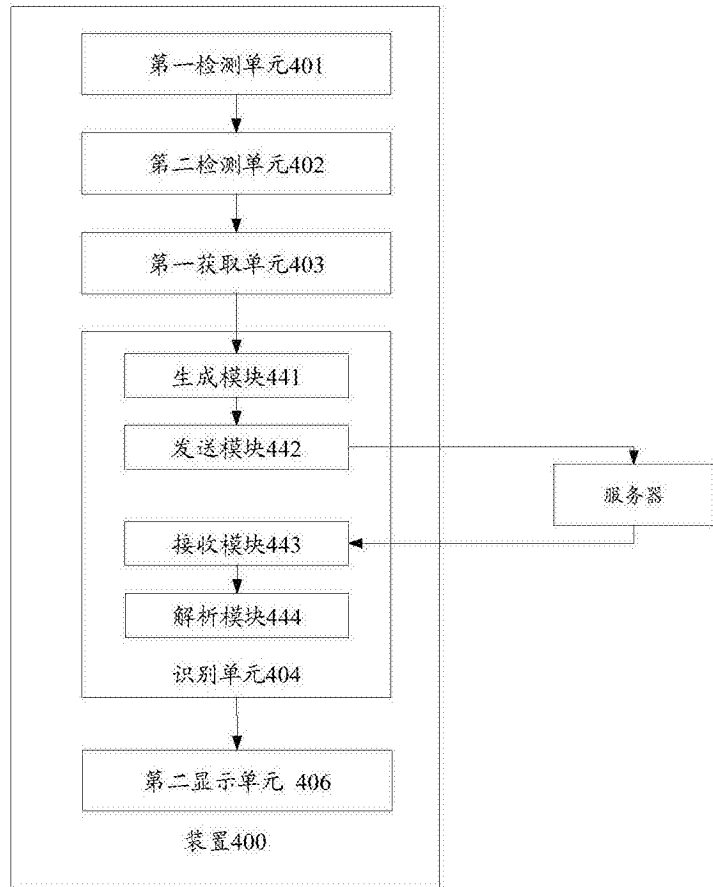 第一检测单元401
第二检测单元402
第一获取单元403
生成模块441
发送模块442
服务器
接收模块443
解析模块444
识别单元404
第二显示单元 406
装置400